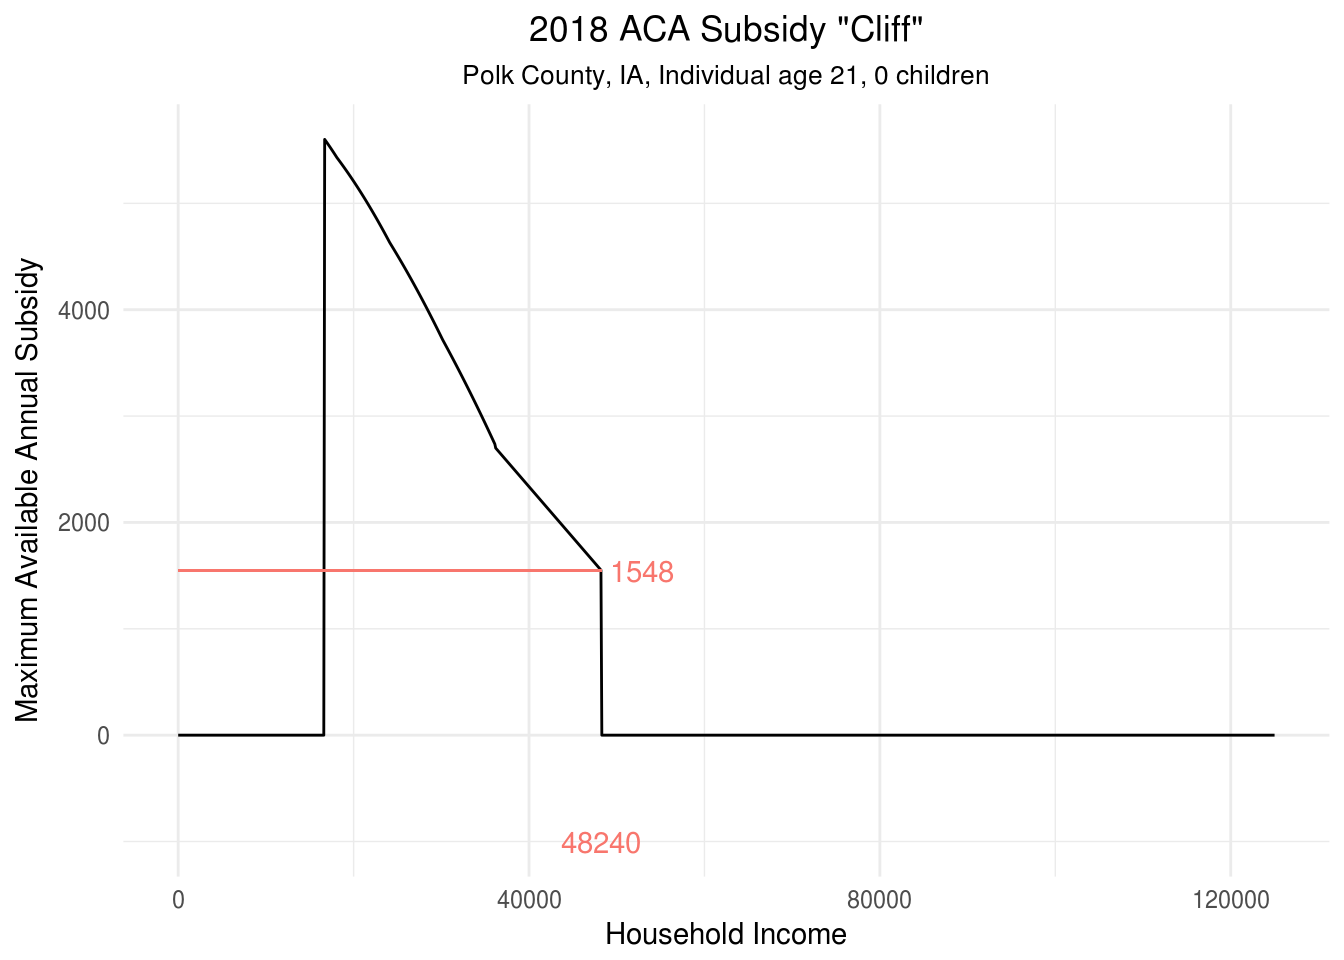 2018 ACA Subsidy "Cliff"
Polk County, IA, Individual age 21, 0 children
Maximum Available Annual Subsidy
4000
2000
0
1548
48240
0
40000
80000
120000
Household Income